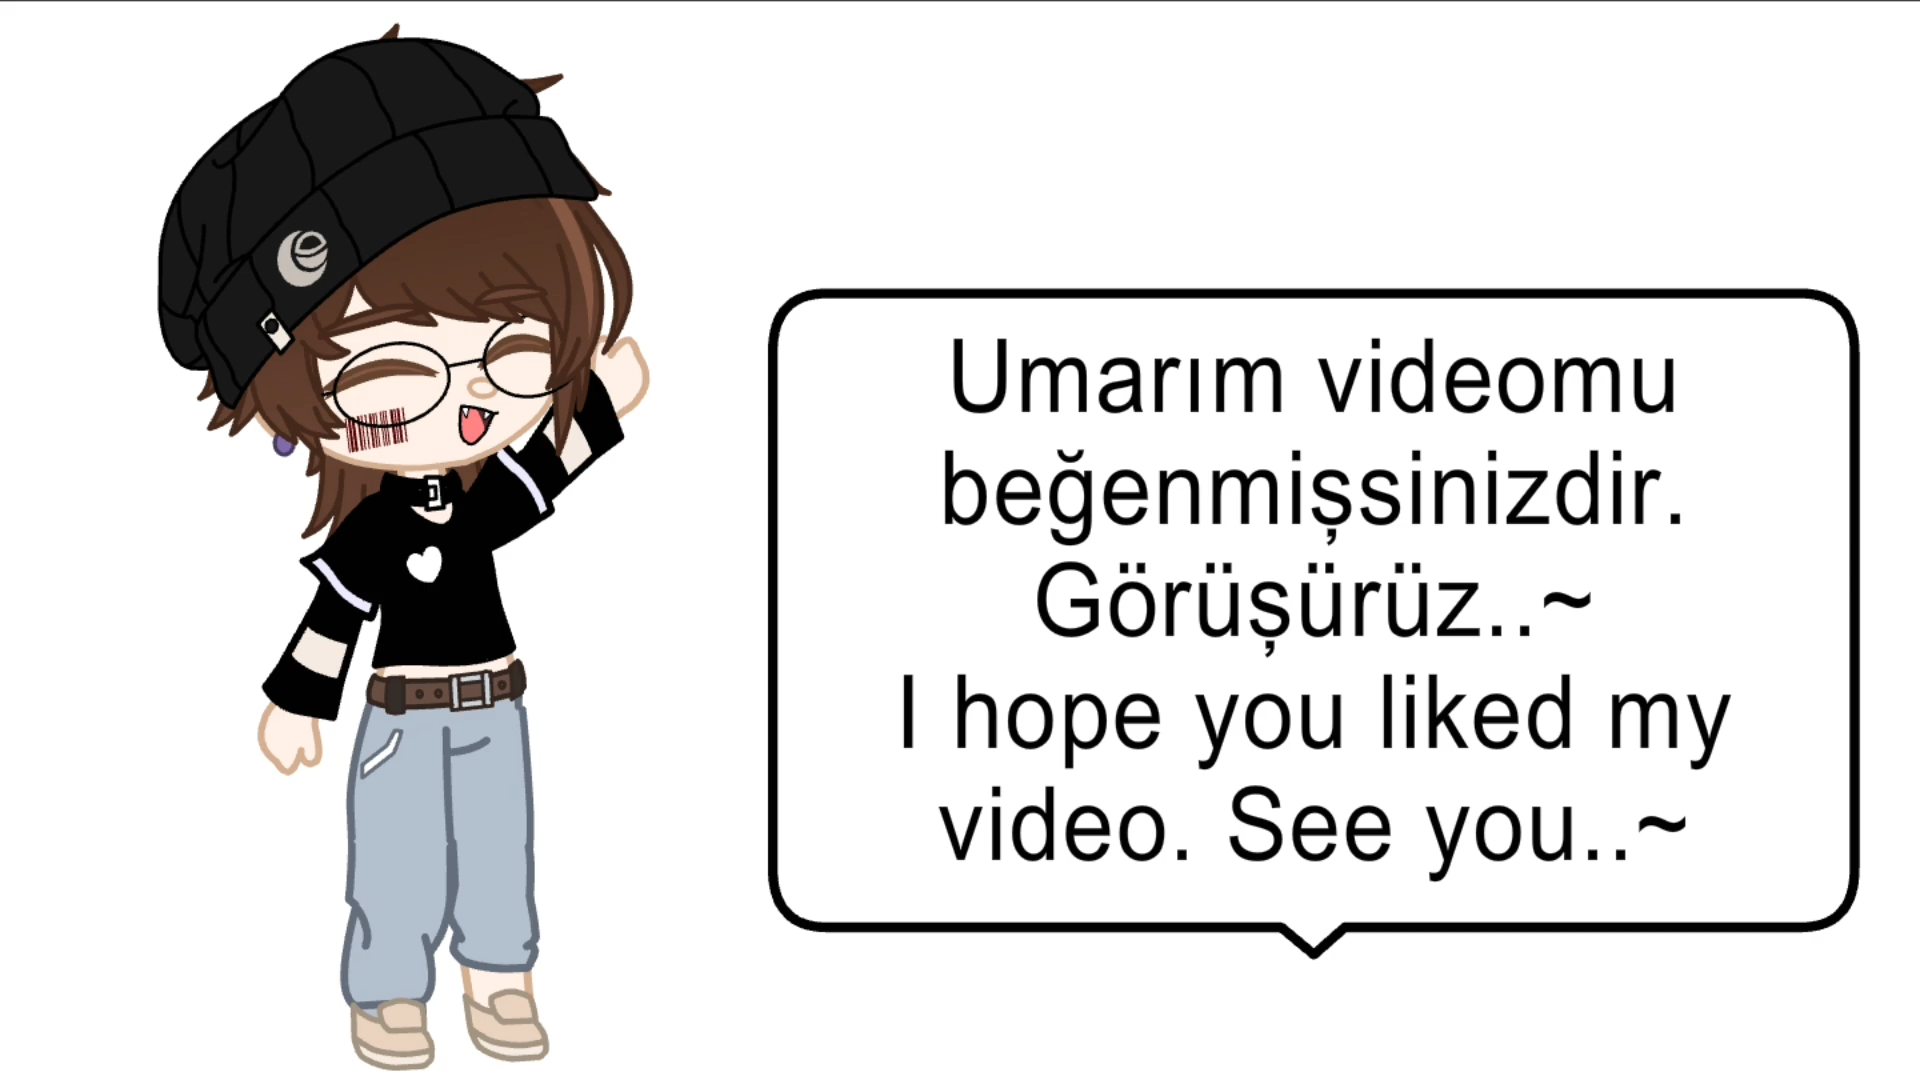 Umarım videomu
beğenmişsinizdir.
Görüşürüz..~
I hope you liked my
video. See you..~